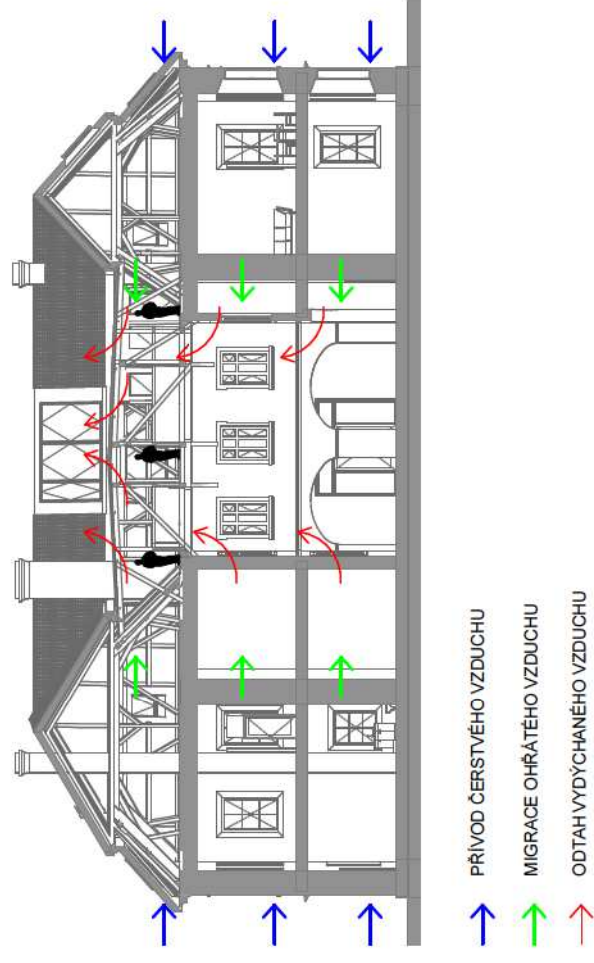 PŘÍVOD ČERSTVÉHO VZDUCHU
MIGRACE OHŘÁTÉHO VZDUCHU
ODTAH VYDÝCHANÉHO VZDUCHU